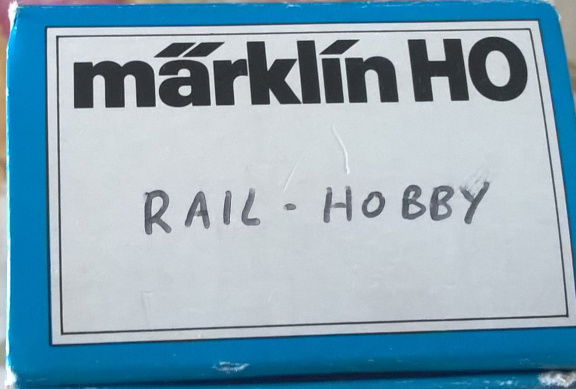 märklin HO
RAIL - HOBBY